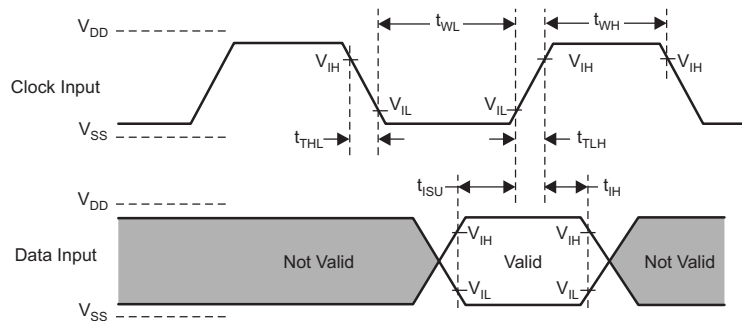 t_WL
t_WH
V_DD
V_IH
V_IH
V_IH
Clock Input
V_IL
V_IL
V_SS
t_THL
t_TLH
t_ISU
t_IH
V_DD
V_IH
V_IH
Data Input
Not Valid
Valid
Not Valid
V_IL
V_IL
V_SS